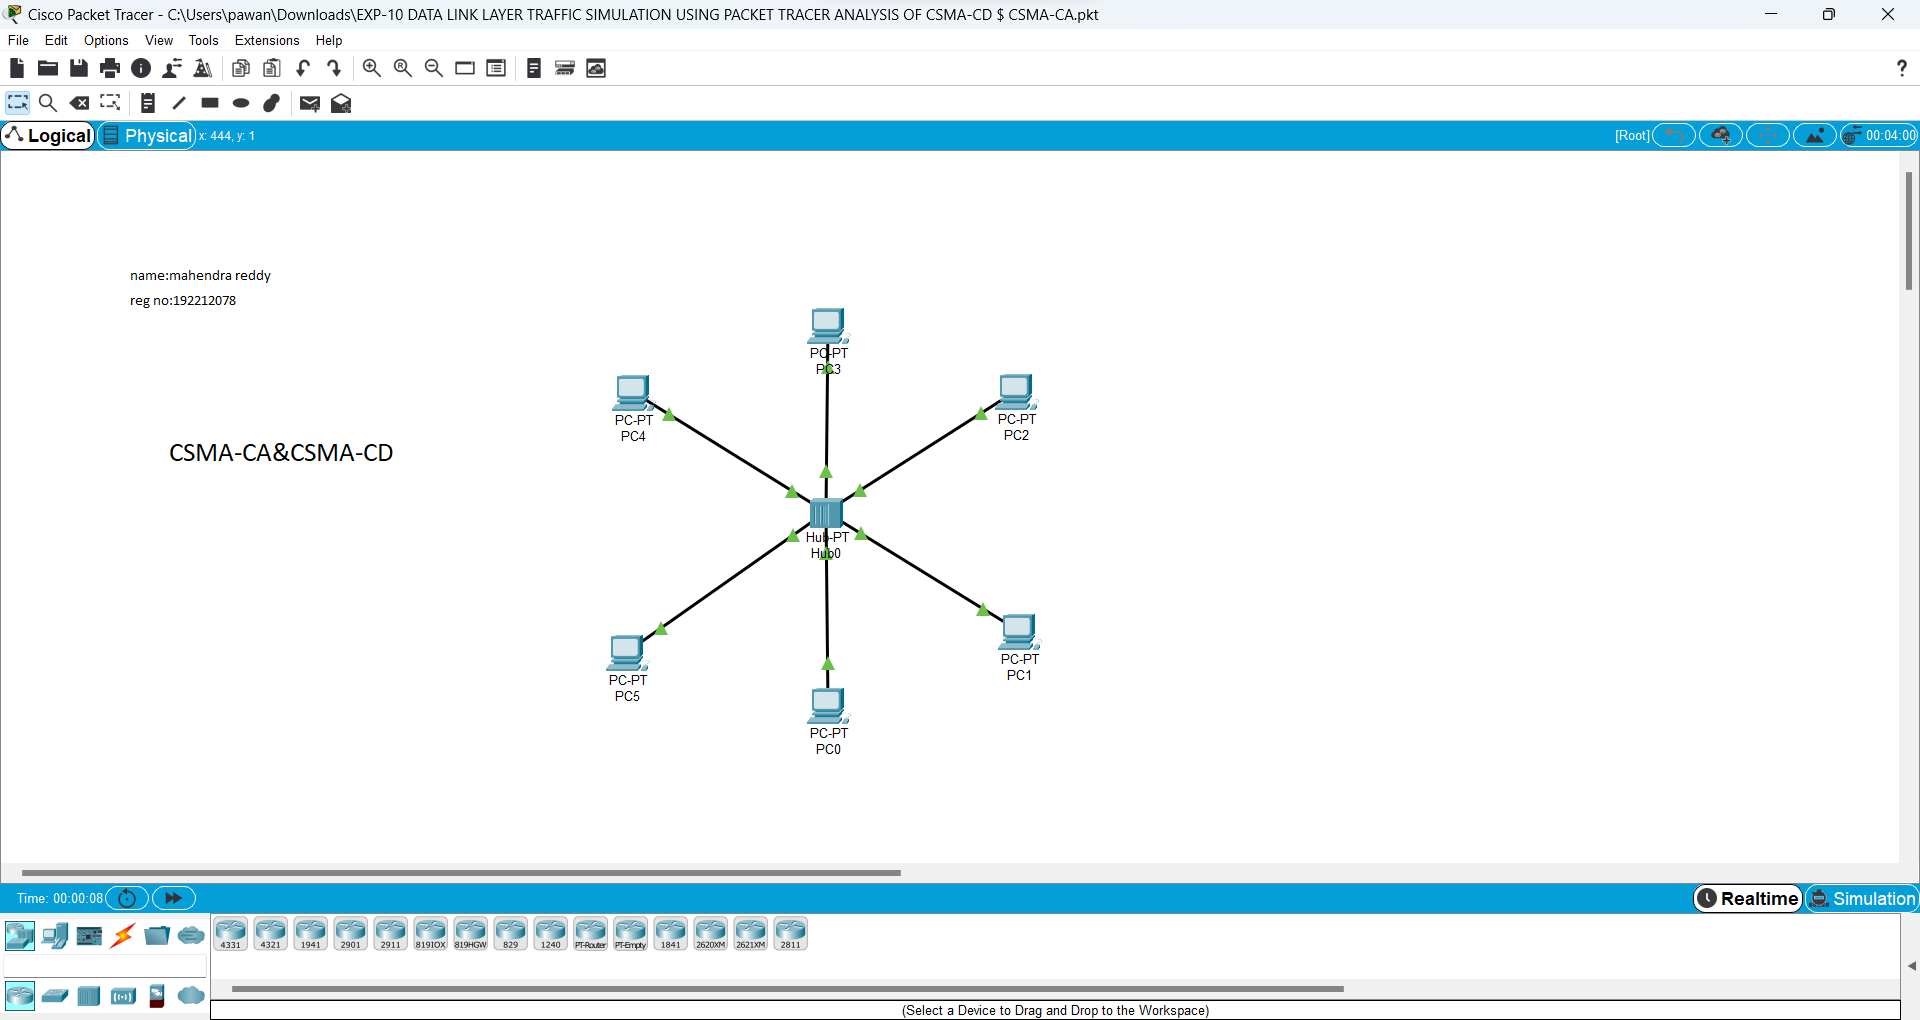 Cisco Packet Tracer - C:\Users\pawan\Downloads\EXP-10 DATA LINK LAYER TRAFFIC SIMULATION USING PACKET TRACER ANALYSIS OF CSMA-CD $ CSMA-CA.pkt
File Edit Options View Tools Extensions Help
?
Logical Physical x: 444, y: 1 [Root] 00:04:00
name:mahendra reddy
reg no:192212078
PC-PT
PC3
PC-PT
PC4
PC-PT
PC2
CSMA-CA&CSMA-CD
Hub-PT
Hub0
PC-PT
PC1
PC-PT
PC5
PC-PT
PC0
Time: 00:00:08 Realtime Simulation
4331 4321 1941 2901 2911 819IOX 819HGW 829 1240 PT-Router PT-Empty 1841 2620XM 2621XM 2811
(Select a Device to Drag and Drop to the Workspace)